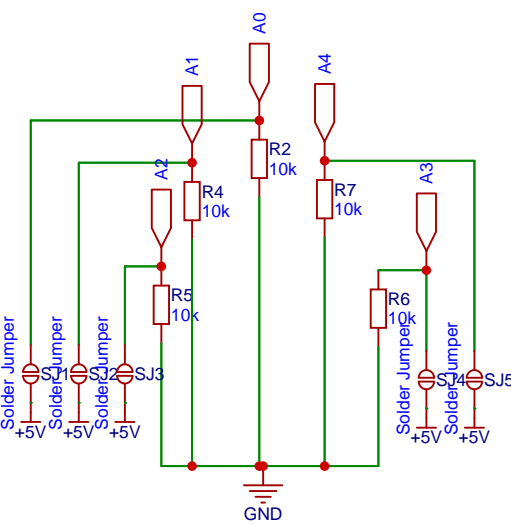 A0
A1
A4
A2
A3
R2
10k
R4
10k
R7
10k
R5
10k
R6
10k
Solder Jumper
SJ1
Solder Jumper
SJ2
Solder Jumper
SJ3
Solder Jumper
SJ4
Solder Jumper
SJ5
+5V
+5V
+5V
+5V
+5V
GND